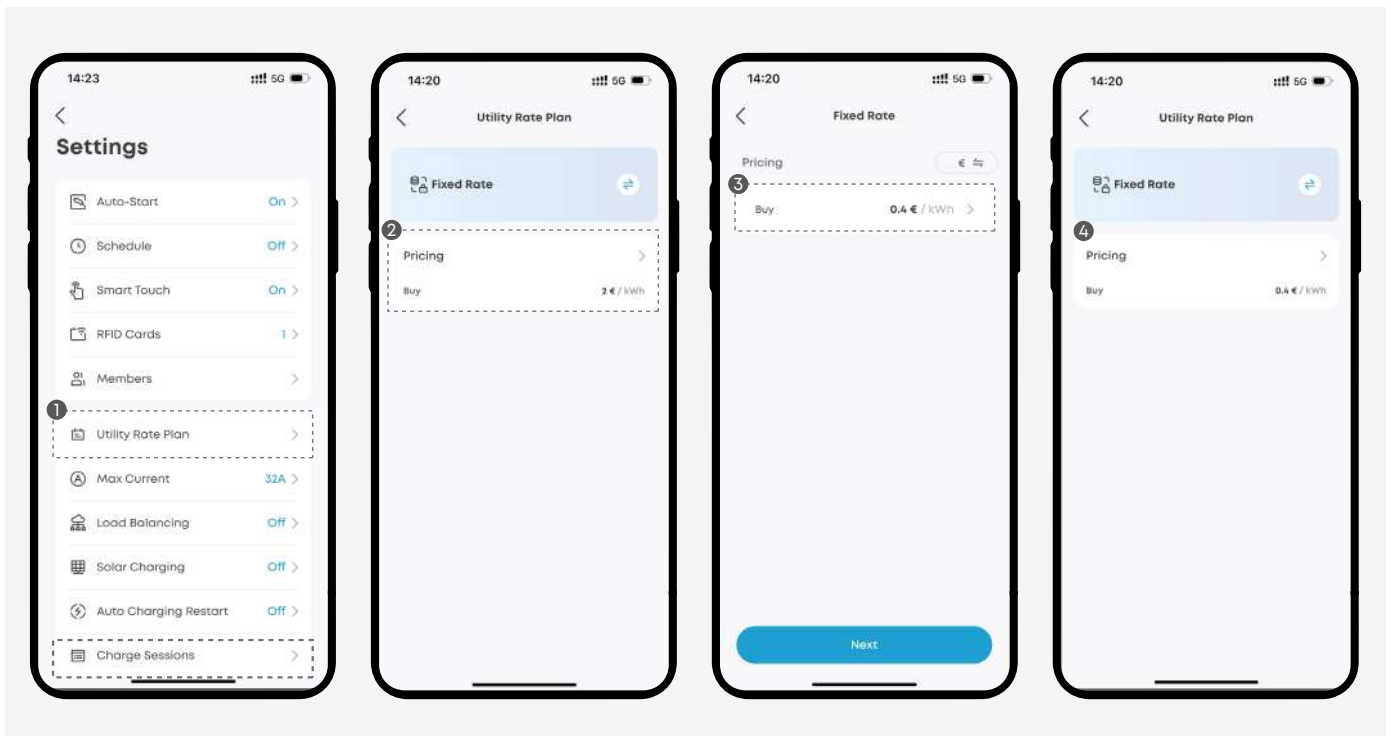 14:23 5G
Settings
Auto-Start On
Schedule Off
Smart Touch On
RFID Cards 1
Members
1
Utility Rate Plan
Max Current 32A
Load Balancing Off
Solar Charging Off
Auto Charging Restart Off
Charge Sessions
14:20 5G
Utility Rate Plan
Fixed Rate
2
Pricing
Buy 2 € / kWh
14:20 5G
Fixed Rate
Pricing €
3
Buy 0.4 € / kWh
Next
14:20 5G
Utility Rate Plan
Fixed Rate
4
Pricing
Buy 0.4 € / kWh